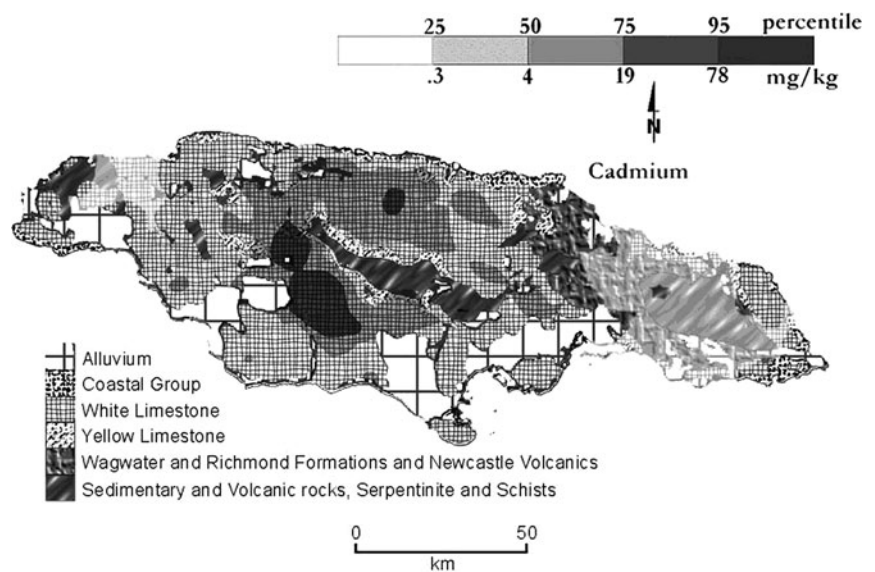 25 50 75 95 percentile
.3 4 19 78 mg/kg
N
Cadmium
Alluvium
Coastal Group
White Limestone
Yellow Limestone
Wagwater and Richmond Formations and Newcastle Volcanics
Sedimentary and Volcanic rocks, Serpentinite and Schists
0 50
km